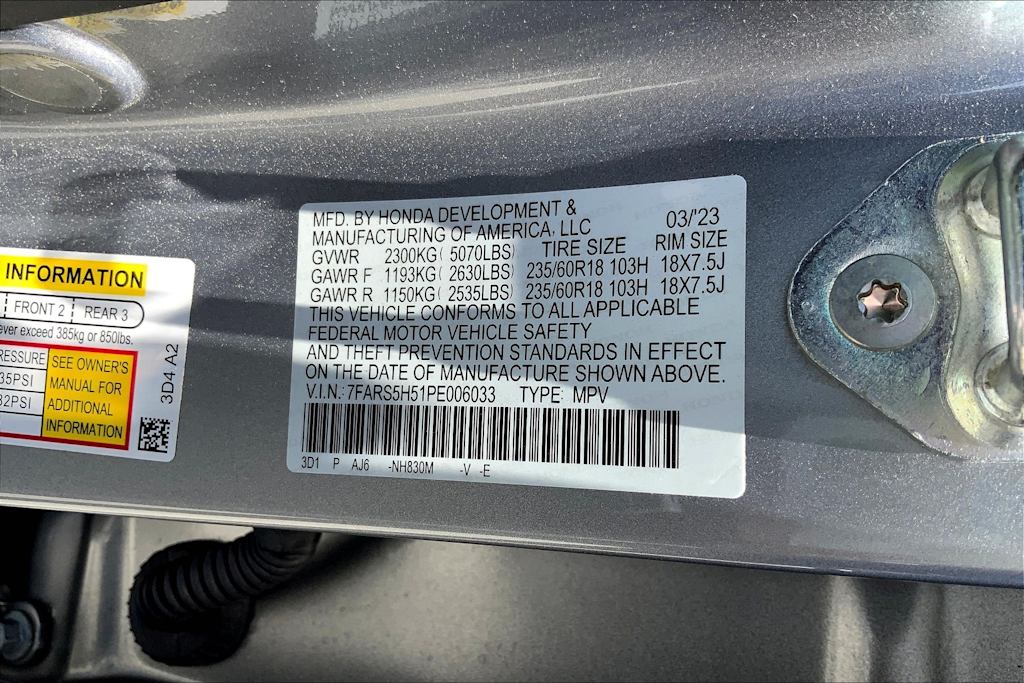 INFORMATION
FRONT 2 REAR 3
ever exceed 385kg or 850lbs.
RESSURE
35PSI
32PSI
SEE OWNER'S
MANUAL FOR
ADDITIONAL
INFORMATION
3D4 A2
MFD. BY HONDA DEVELOPMENT &
MANUFACTURING OF AMERICA, LLC 03/'23
GVWR 2300KG(5070LBS) TIRE SIZE RIM SIZE
GAWR F 1193KG(2630LBS) 235/60R18 103H 18X7.5J
GAWR R 1150KG(2535LBS) 235/60R18 103H 18X7.5J
THIS VEHICLE CONFORMS TO ALL APPLICABLE
FEDERAL MOTOR VEHICLE SAFETY
AND THEFT PREVENTION STANDARDS IN EFFECT
ON THE DATE OF MANUFACTURE SHOWN ABOVE.
V.I.N.: 7FARS5H51PE006033 TYPE: MPV
3D1 P AJ6 -NH830M -V -E